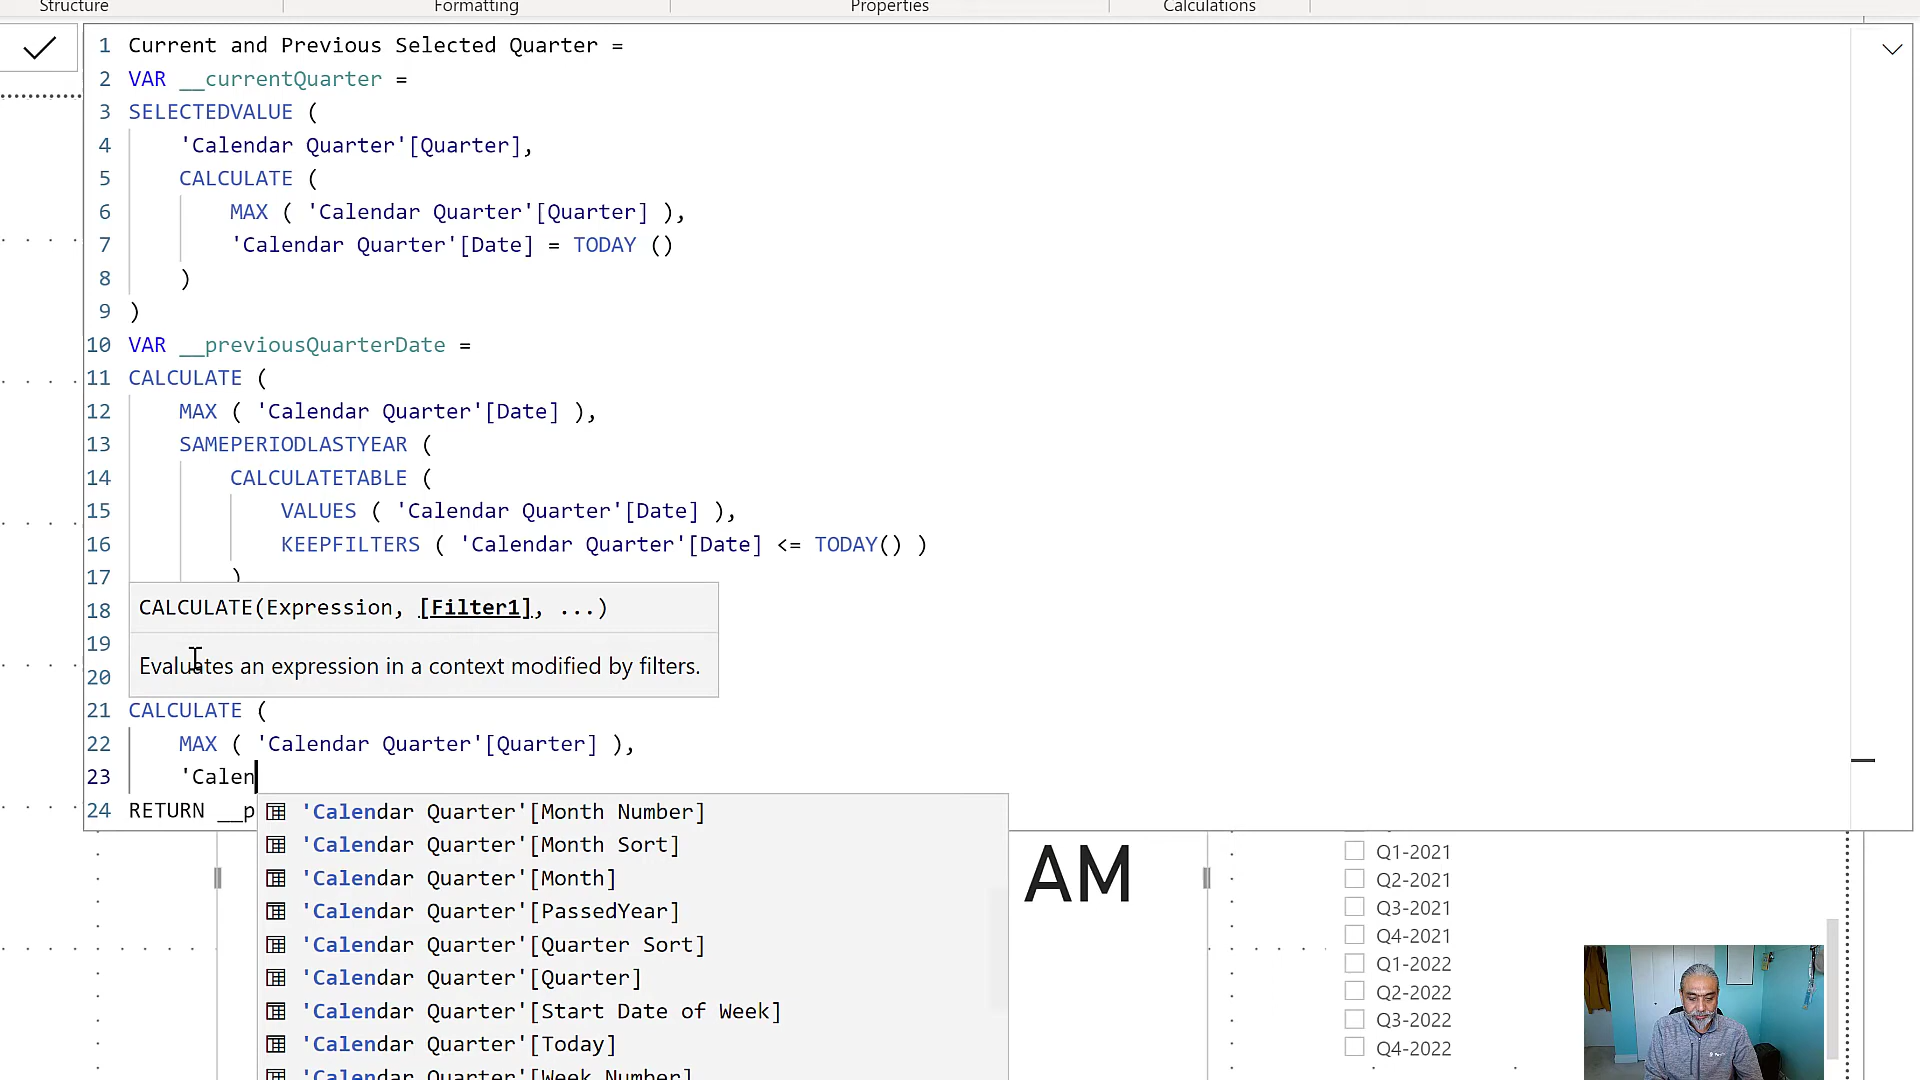 Structure Formatting Properties Calculations
1 Current and Previous Selected Quarter =
2 VAR __currentQuarter =
3 SELECTEDVALUE (
4 'Calendar Quarter'[Quarter],
5 CALCULATE (
6 MAX ( 'Calendar Quarter'[Quarter] ),
7 'Calendar Quarter'[Date] = TODAY ()
8 )
9 )
10 VAR __previousQuarterDate =
11 CALCULATE (
12 MAX ( 'Calendar Quarter'[Date] ),
13 SAMEPERIODLASTYEAR (
14 CALCULATETABLE (
15 VALUES ( 'Calendar Quarter'[Date] ),
16 KEEPFILTERS ( 'Calendar Quarter'[Date] <= TODAY() )
17 )
18 CALCULATE(Expression, [Filter1], ...)
19
Evaluates an expression in a context modified by filters.
20
21 CALCULATE (
22 MAX ( 'Calendar Quarter'[Quarter] ),
23 'Calen
24 RETURN __p
'Calendar Quarter'[Month Number]
'Calendar Quarter'[Month Sort]
'Calendar Quarter'[Month]
'Calendar Quarter'[PassedYear]
'Calendar Quarter'[Quarter Sort]
'Calendar Quarter'[Quarter]
'Calendar Quarter'[Start Date of Week]
'Calendar Quarter'[Today]
'Calendar Quarter'[Week Number]
AM
Q1-2021
Q2-2021
Q3-2021
Q4-2021
Q1-2022
Q2-2022
Q3-2022
Q4-2022